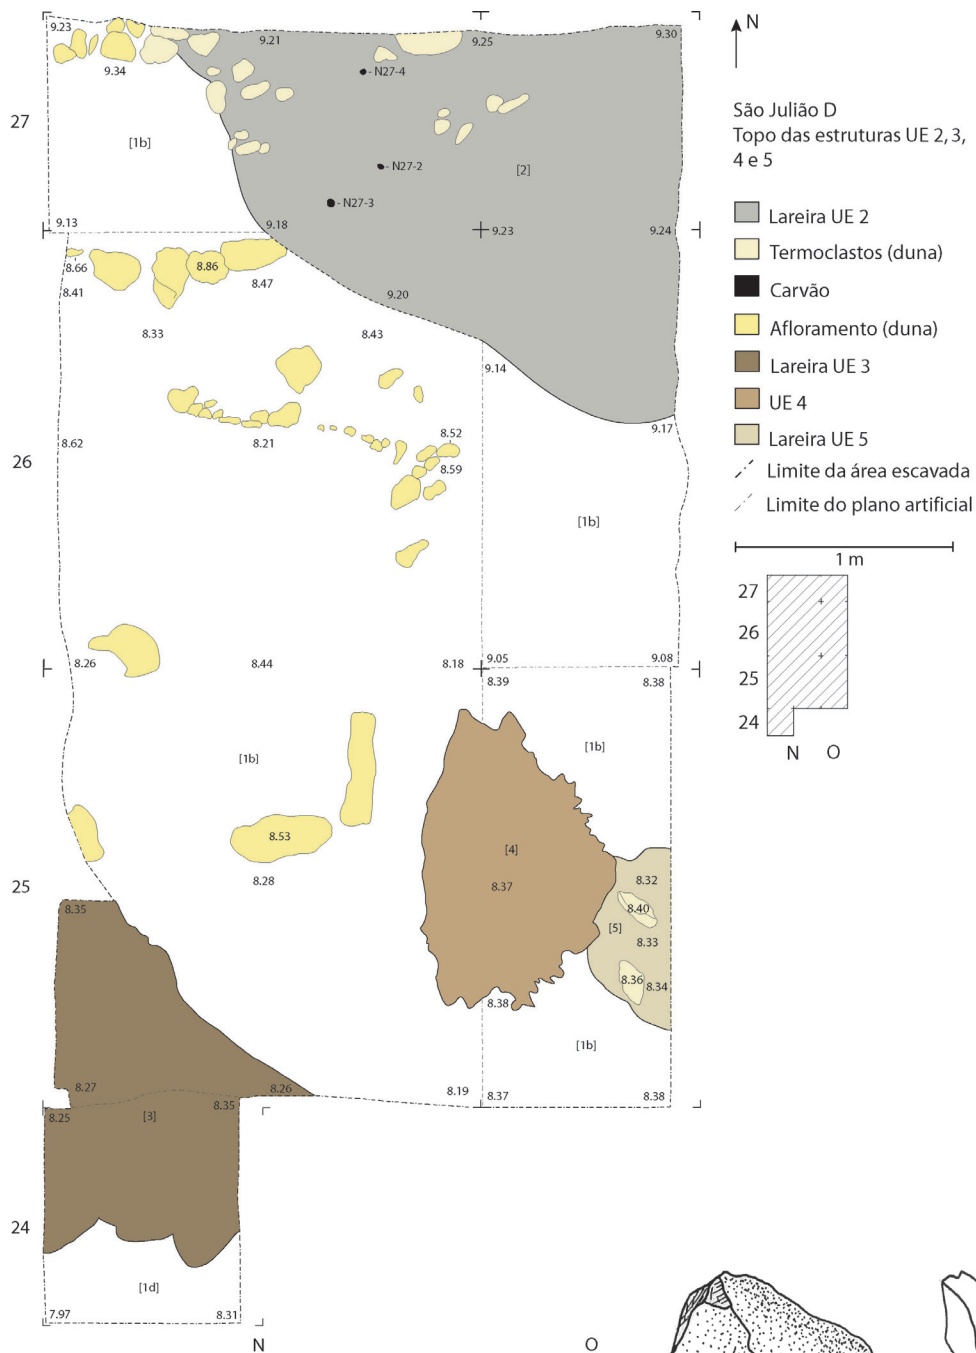 9.23
9.21
9.25
9.30
N
9.34
- N27-4
27
[1b]
- N27-2
[2]
- N27-3
9.13
9.18
9.23
9.24
8.66
8.86
8.41
8.47
9.20
8.33
8.43
9.14
8.62
8.21
8.52
9.17
26
8.59
[1b]
8.26
8.44
8.18
9.05
9.08
8.39
8.38
[1b]
[1b]
8.53
[4]
25
8.28
8.37
8.32
8.35
8.40
[5]
8.33
8.36
8.34
8.38
[1b]
8.27
8.26
8.19
8.37
8.38
8.25
[3]
8.35
24
[1d]
7.97
8.31
N
O
São Julião D
Topo das estruturas UE 2, 3,
4 e 5
Lareira UE 2
Termoclastos (duna)
Carvão
Afloramento (duna)
Lareira UE 3
UE 4
Lareira UE 5
Limite da área escavada
Limite do plano artificial
1 m
27
26
25
24
N
O